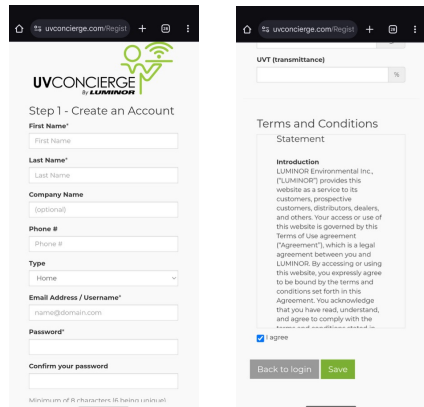 uvconcierge.com/Regist
UVCONCIERGE
By LUMINOR
Step 1 - Create an Account
First Name*
First Name
Last Name*
Last Name
Company Name
(optional)
Phone #
Phone #
Type
Home
Email Address / Username*
name@domain.com
Password*
Confirm your password
Minimum of 8 characters (6 being unique)
uvconcierge.com/Regist
UVT (transmittance)
%
Terms and Conditions
Statement
Introduction
LUMINOR Environmental Inc.,
("LUMINOR") provides this
website as a service to its
customers, prospective
customers, distributors, dealers,
and others. Your access or use of
this website is governed by this
Terms of Use agreement
("Agreement"), which is a legal
agreement between you and
LUMINOR. By accessing or using
this website, you expressly agree
to be bound by the terms and
conditions set forth in this
Agreement. You acknowledge
that you have read, understand,
and agree to comply with the
terms and conditions stated in
I agree
Back to login
Save